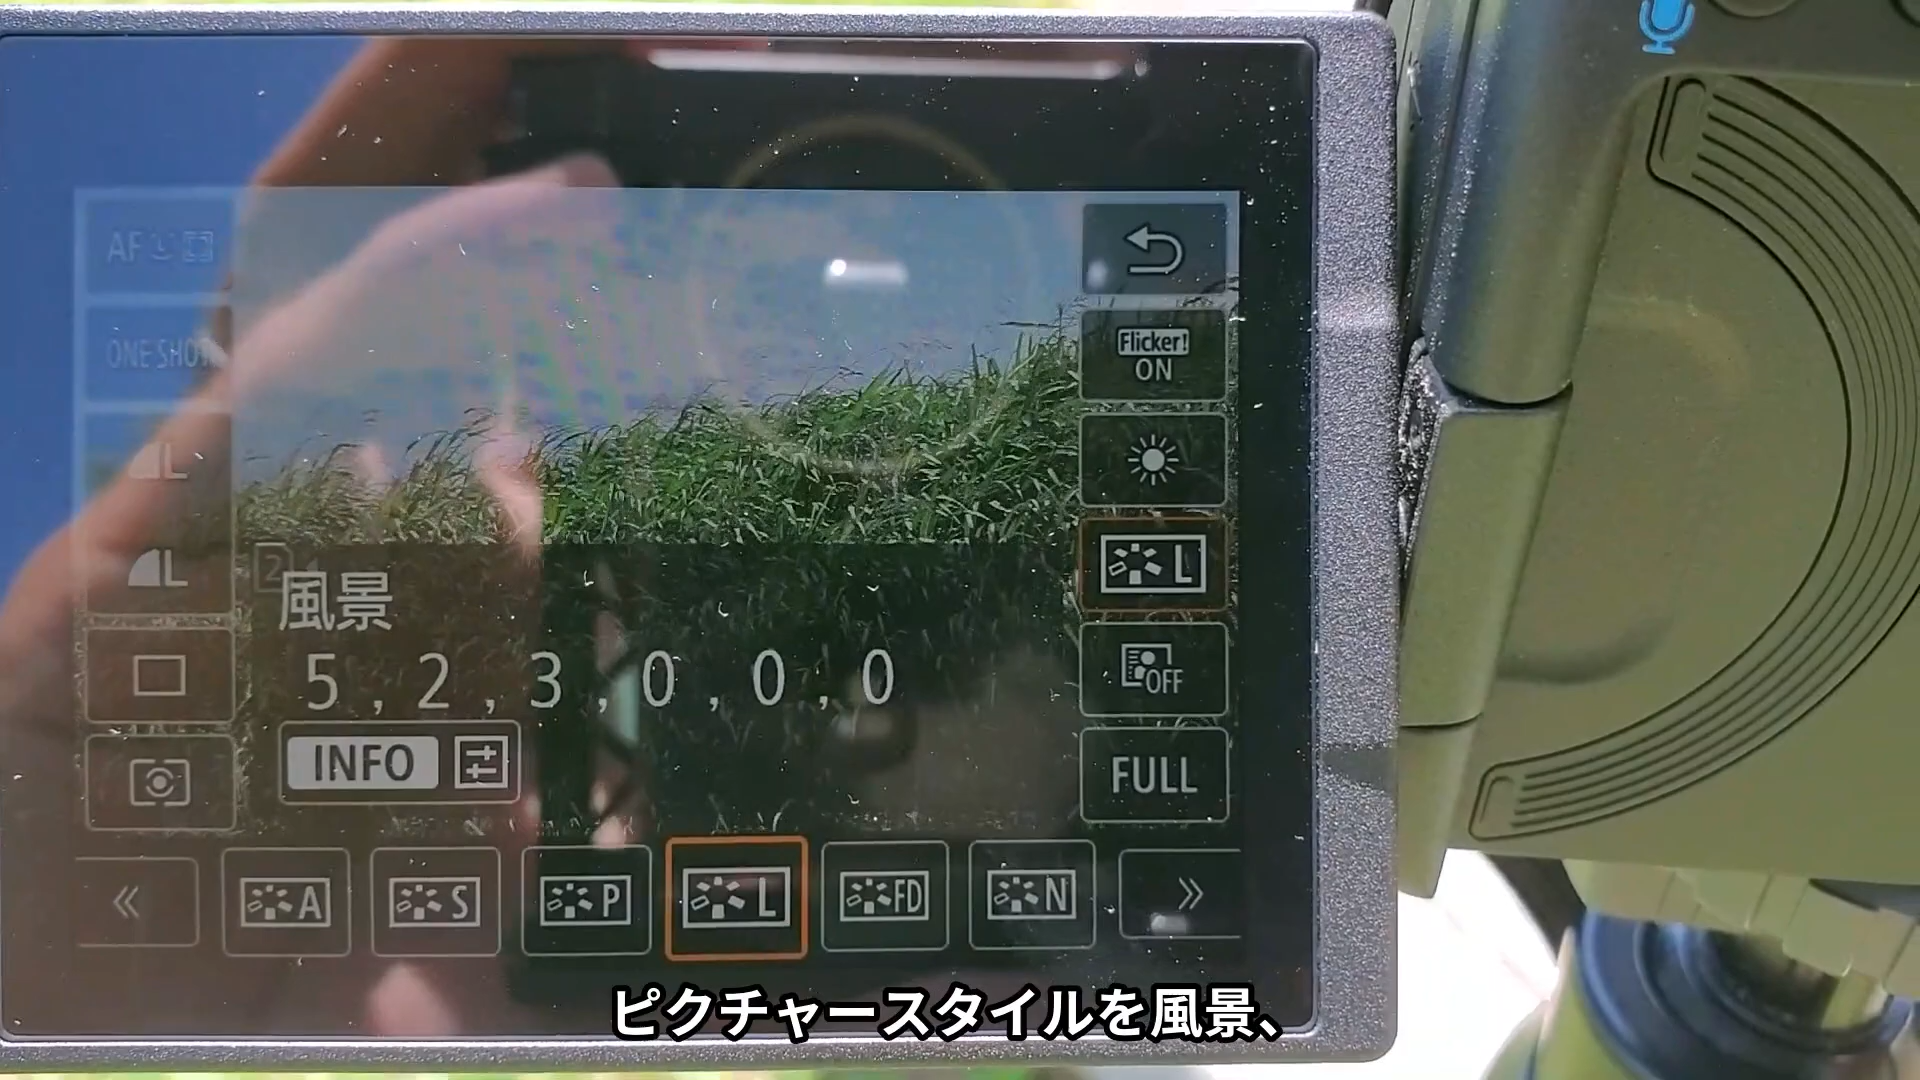 AF
ONE SHOT
L
L
2
風景
5 , 2 , 3 , 0 , 0 , 0
INFO
Flicker!
ON
L
OFF
FULL
« A S P L FD N »
ピクチャースタイルを風景、